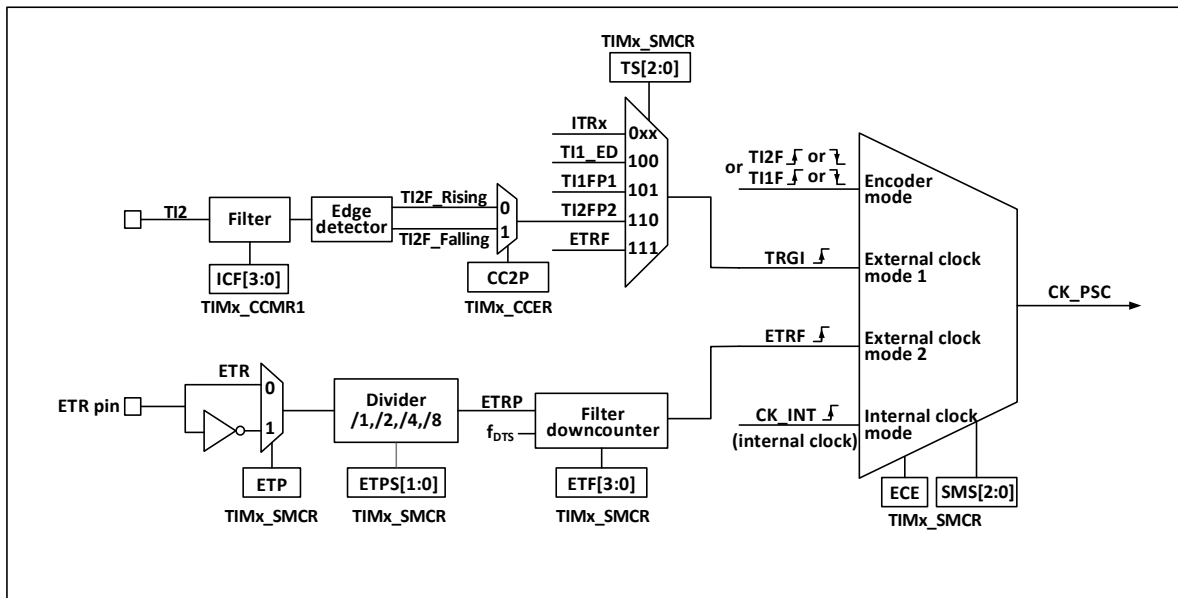 TIMx_SMCR
TS[2:0]
ITRx
0xx
TI1_ED
100
TI1FP1
101
TI2FP2
110
ETRF
111
TI2
Filter
Edge
detector
TI2F_Rising
TI2F_Falling
0
1
ICF[3:0]
TIMx_CCMR1
CC2P
TIMx_CCER
or TI2F or
TI1F or
Encoder
mode
TRGI
External clock
mode 1
ETRF
External clock
mode 2
CK_INT
(internal clock)
Internal clock
mode
CK_PSC
ECE
SMS[2:0]
TIMx_SMCR
ETR pin
ETR
0
1
ETP
TIMx_SMCR
Divider
/1,/2,/4,/8
ETPS[1:0]
TIMx_SMCR
ETRP
fDTS
Filter
downcounter
ETF[3:0]
TIMx_SMCR